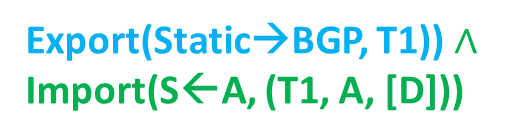 Export(Static→BGP, T1)) ∧
Import(S←A, (T1, A, [D]))